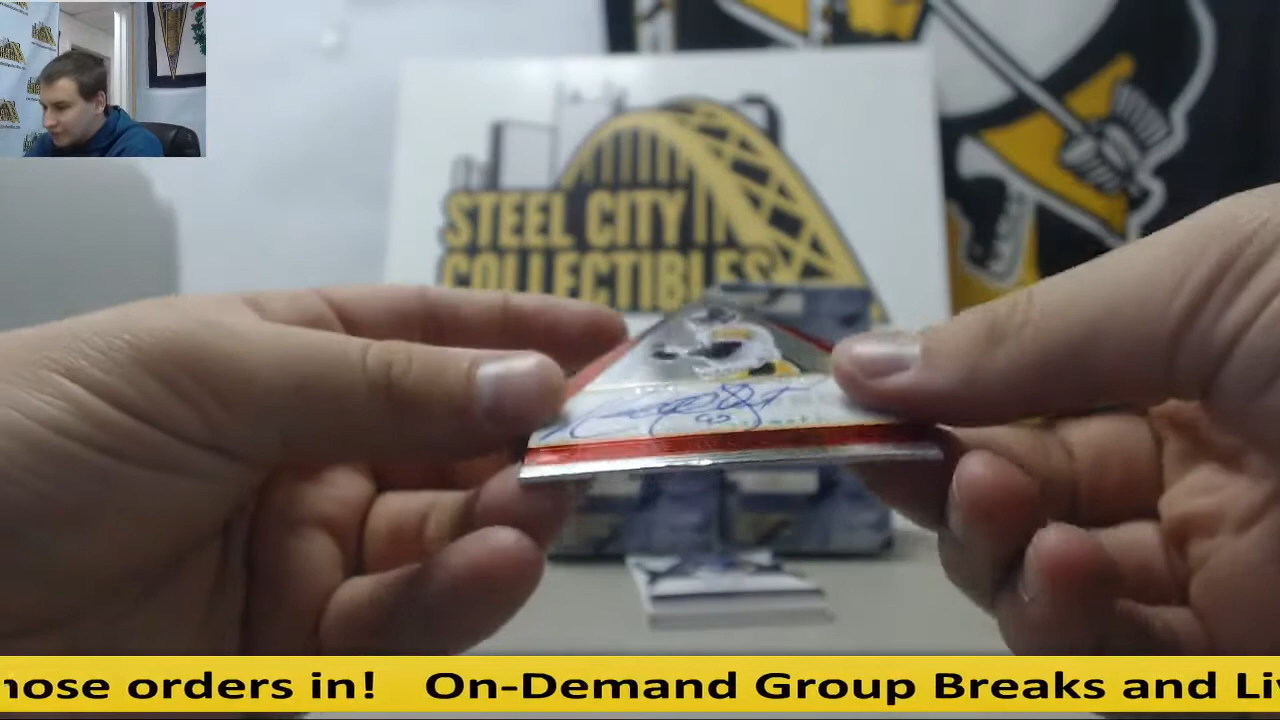 STEEL CITY
COLLECTIBLES
hose orders in! On-Demand Group Breaks and Liv